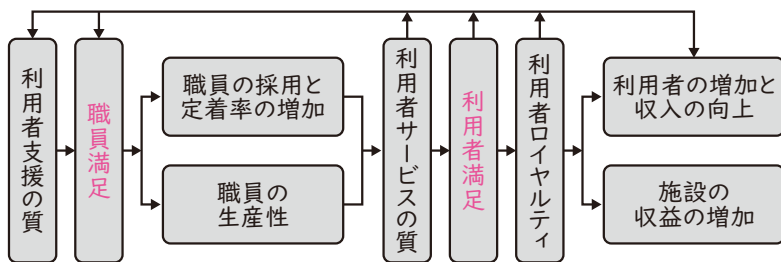 利用者支援の質
職員満足
職員の採用と
定着率の増加
職員の
生産性
利用者サービスの質
利用者満足
利用者ロイヤルティ
利用者の増加と
収入の向上
施設の
収益の増加